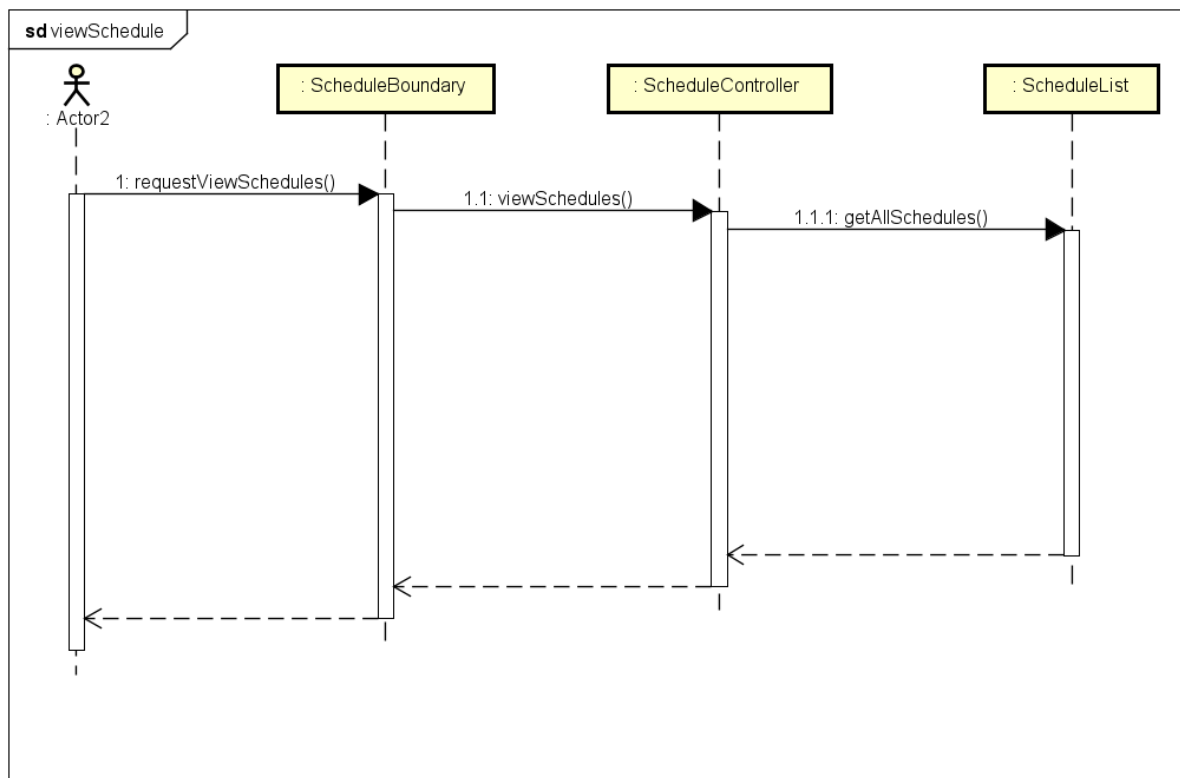 sd viewSchedule
: Actor2
: ScheduleBoundary
: ScheduleController
: ScheduleList
1: requestViewSchedules()
1.1: viewSchedules()
1.1.1: getAllSchedules()